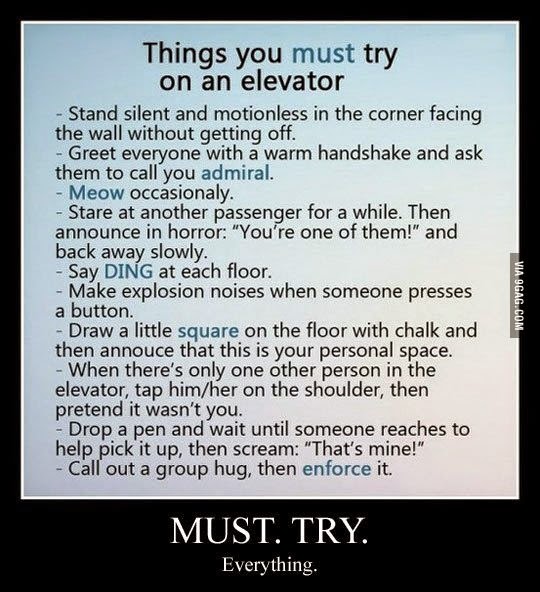 Things you must try
on an elevator
- Stand silent and motionless in the corner facing
the wall without getting off.
- Greet everyone with a warm handshake and ask
them to call you admiral.
- Meow occasionaly.
- Stare at another passenger for a while. Then
announce in horror: "You're one of them!" and
back away slowly.
- Say DING at each floor.
- Make explosion noises when someone presses
a button.
- Draw a little square on the floor with chalk and
then annouce that this is your personal space.
- When there's only one other person in the
elevator, tap him/her on the shoulder, then
pretend it wasn't you.
- Drop a pen and wait until someone reaches to
help pick it up, then scream: "That's mine!"
- Call out a group hug, then enforce it.
VIA 9GAG.COM
MUST. TRY.
Everything.